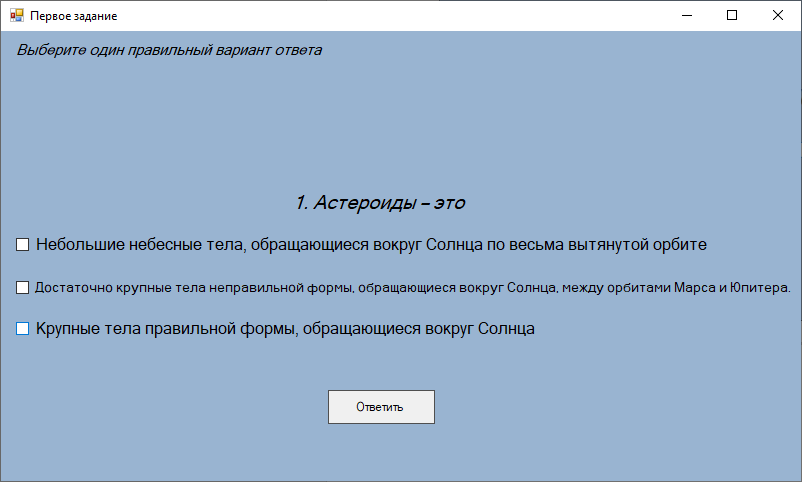 Первое задание
Выберите один правильный вариант ответа
1. Астероиды – это
Небольшие небесные тела, обращающиеся вокруг Солнца по весьма вытянутой орбите
Достаточно крупные тела неправильной формы, обращающиеся вокруг Солнца, между орбитами Марса и Юпитера.
Крупные тела правильной формы, обращающиеся вокруг Солнца
Ответить